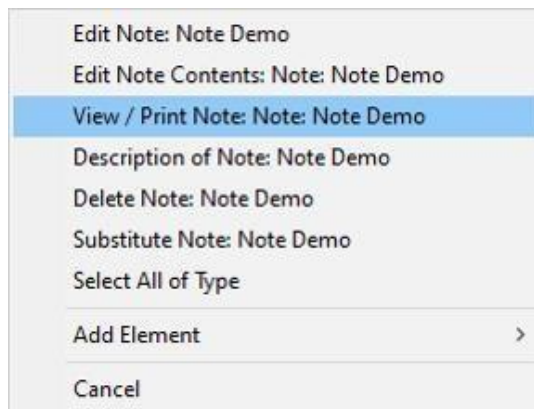 Edit Note: Note Demo
Edit Note Contents: Note: Note Demo
View / Print Note: Note: Note Demo
Description of Note: Note Demo
Delete Note: Note Demo
Substitute Note: Note Demo
Select All of Type
Add Element
Cancel